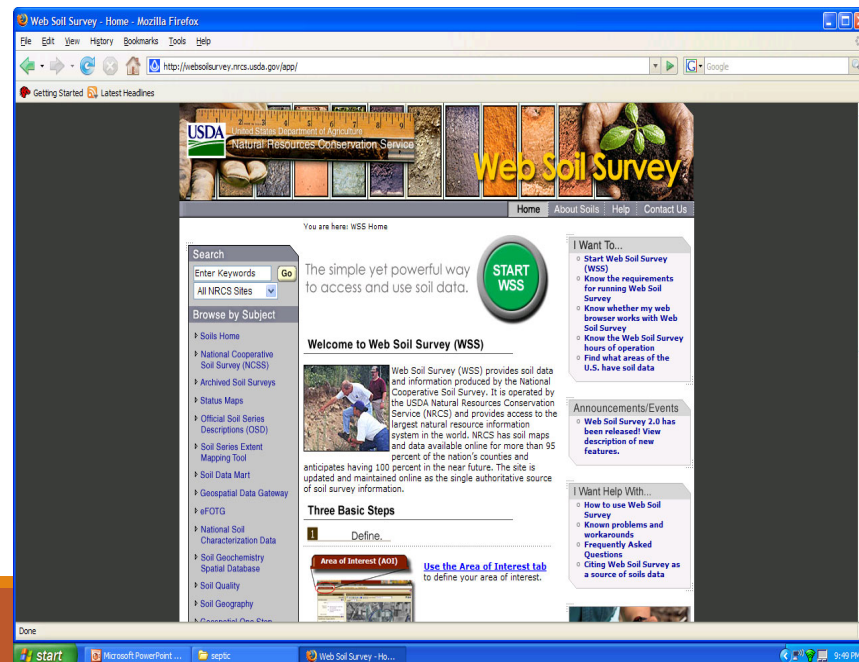 Web Soil Survey - Home - Mozilla Firefox
File Edit View History Bookmarks Tools Help
http://websoilsurvey.nrcs.usda.gov/app/
Google
Getting Started Latest Headlines
USDA
United States Department of Agriculture
Natural Resources Conservation Service
Web Soil Survey
Home About Soils Help Contact Us
You are here: WSS Home
Search
Enter Keywords Go
All NRCS Sites
Browse by Subject
Soils Home
National Cooperative
Soil Survey (NCSS)
Archived Soil Surveys
Status Maps
Official Soil Series
Descriptions (OSD)
Soil Series Extent
Mapping Tool
Soil Data Mart
Geospatial Data Gateway
eFOTG
National Soil
Characterization Data
Soil Geochemistry
Spatial Database
Soil Quality
Soil Geography
The simple yet powerful way
to access and use soil data.
START
WSS
Welcome to Web Soil Survey (WSS)
Web Soil Survey (WSS) provides soil data
and information produced by the National
Cooperative Soil Survey. It is operated by
the USDA Natural Resources Conservation
Service (NRCS) and provides access to the
largest natural resource information
system in the world. NRCS has soil maps
and data available online for more than 95
percent of the nation's counties and
anticipates having 100 percent in the near future. The site is
updated and maintained online as the single authoritative source
of soil survey information.
Three Basic Steps
1 Define.
Area of Interest (AOI)
Use the Area of Interest tab
to define your area of interest.
I Want To...
Start Web Soil Survey
(WSS)
Know the requirements
for running Web Soil
Survey
Know whether my web
browser works with Web
Soil Survey
Know the Web Soil Survey
hours of operation
Find what areas of the
U.S. have soil data
Announcements/Events
Web Soil Survey 2.0 has
been released! View
description of new
features.
I Want Help With...
How to use Web Soil
Survey
Known problems and
workarounds
Frequently Asked
Questions
Citing Web Soil Survey as
a source of soils data
Done
start Microsoft PowerPoint ... septic Web Soil Survey - Ho... 9:49 PM